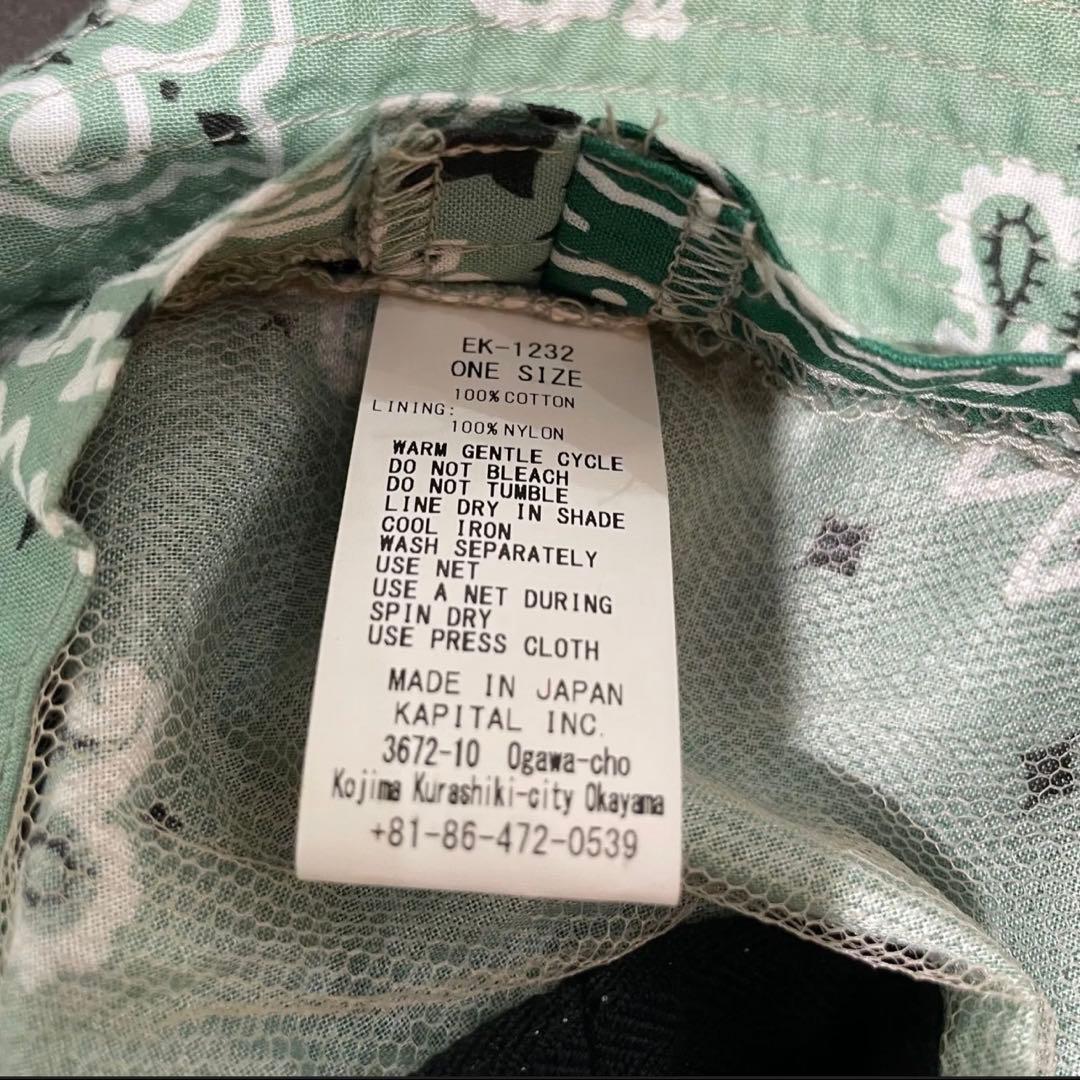 EK-1232
ONE SIZE
100%COTTON
LINING:
100%NYLON
WARM GENTLE CYCLE
DO NOT BLEACH
DO NOT TUMBLE
LINE DRY IN SHADE
COOL IRON
WASH SEPARATELY
USE NET
USE A NET DURING
SPIN DRY
USE PRESS CLOTH
MADE IN JAPAN
KAPITAL INC.
3672-10 Ogawa-cho
Kojima Kurashiki-city Okayama
+81-86-472-0539